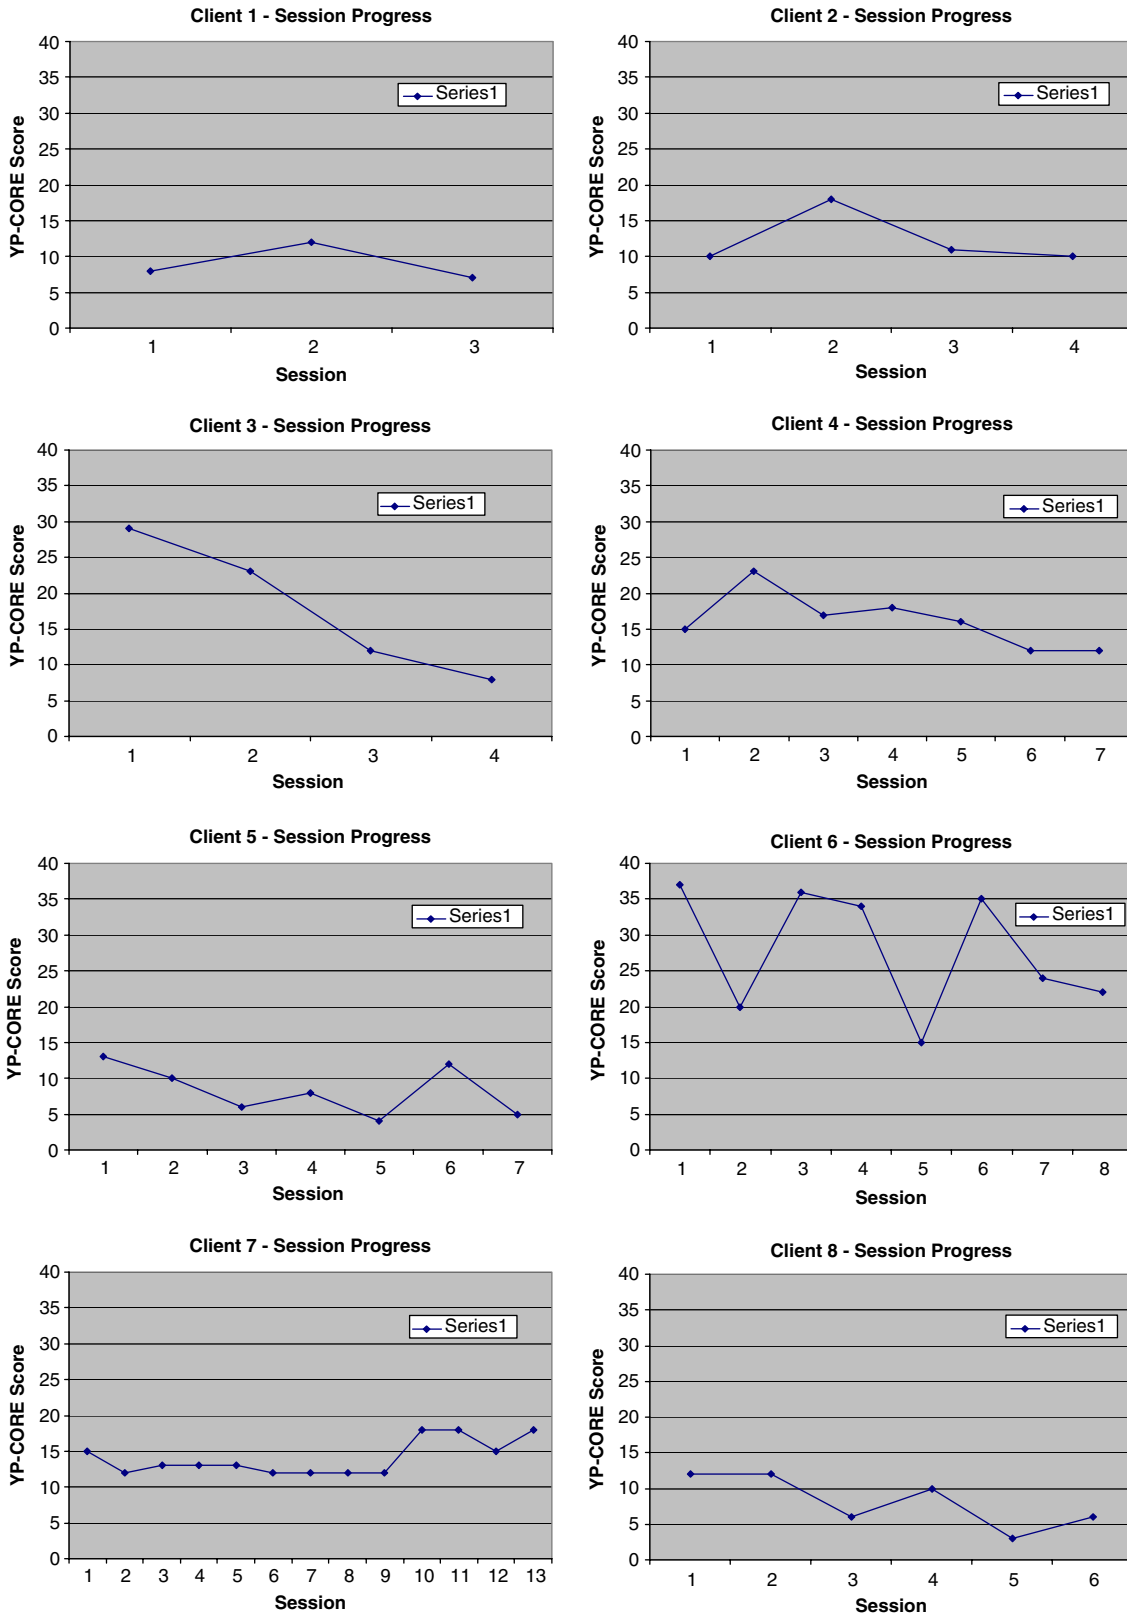 Client 1 - Session Progress
40
35
30
25
20
15
10
5
0
YP-CORE Score
Series1
1 2 3
Session
Client 2 - Session Progress
40
35
30
25
20
15
10
5
0
YP-CORE Score
Series1
1 2 3 4
Session
Client 3 - Session Progress
40
35
30
25
20
15
10
5
0
YP-CORE Score
Series1
1 2 3 4
Session
Client 4 - Session Progress
40
35
30
25
20
15
10
5
0
YP-CORE Score
Series1
1 2 3 4 5 6 7
Session
Client 5 - Session Progress
40
35
30
25
20
15
10
5
0
YP-CORE Score
Series1
1 2 3 4 5 6 7
Session
Client 6 - Session Progress
40
35
30
25
20
15
10
5
0
YP-CORE Score
Series1
1 2 3 4 5 6 7 8
Session
Client 7 - Session Progress
40
35
30
25
20
15
10
5
0
YP-CORE Score
Series1
1 2 3 4 5 6 7 8 9 10 11 12 13
Session
Client 8 - Session Progress
40
35
30
25
20
15
10
5
0
YP-CORE Score
Series1
1 2 3 4 5 6
Session